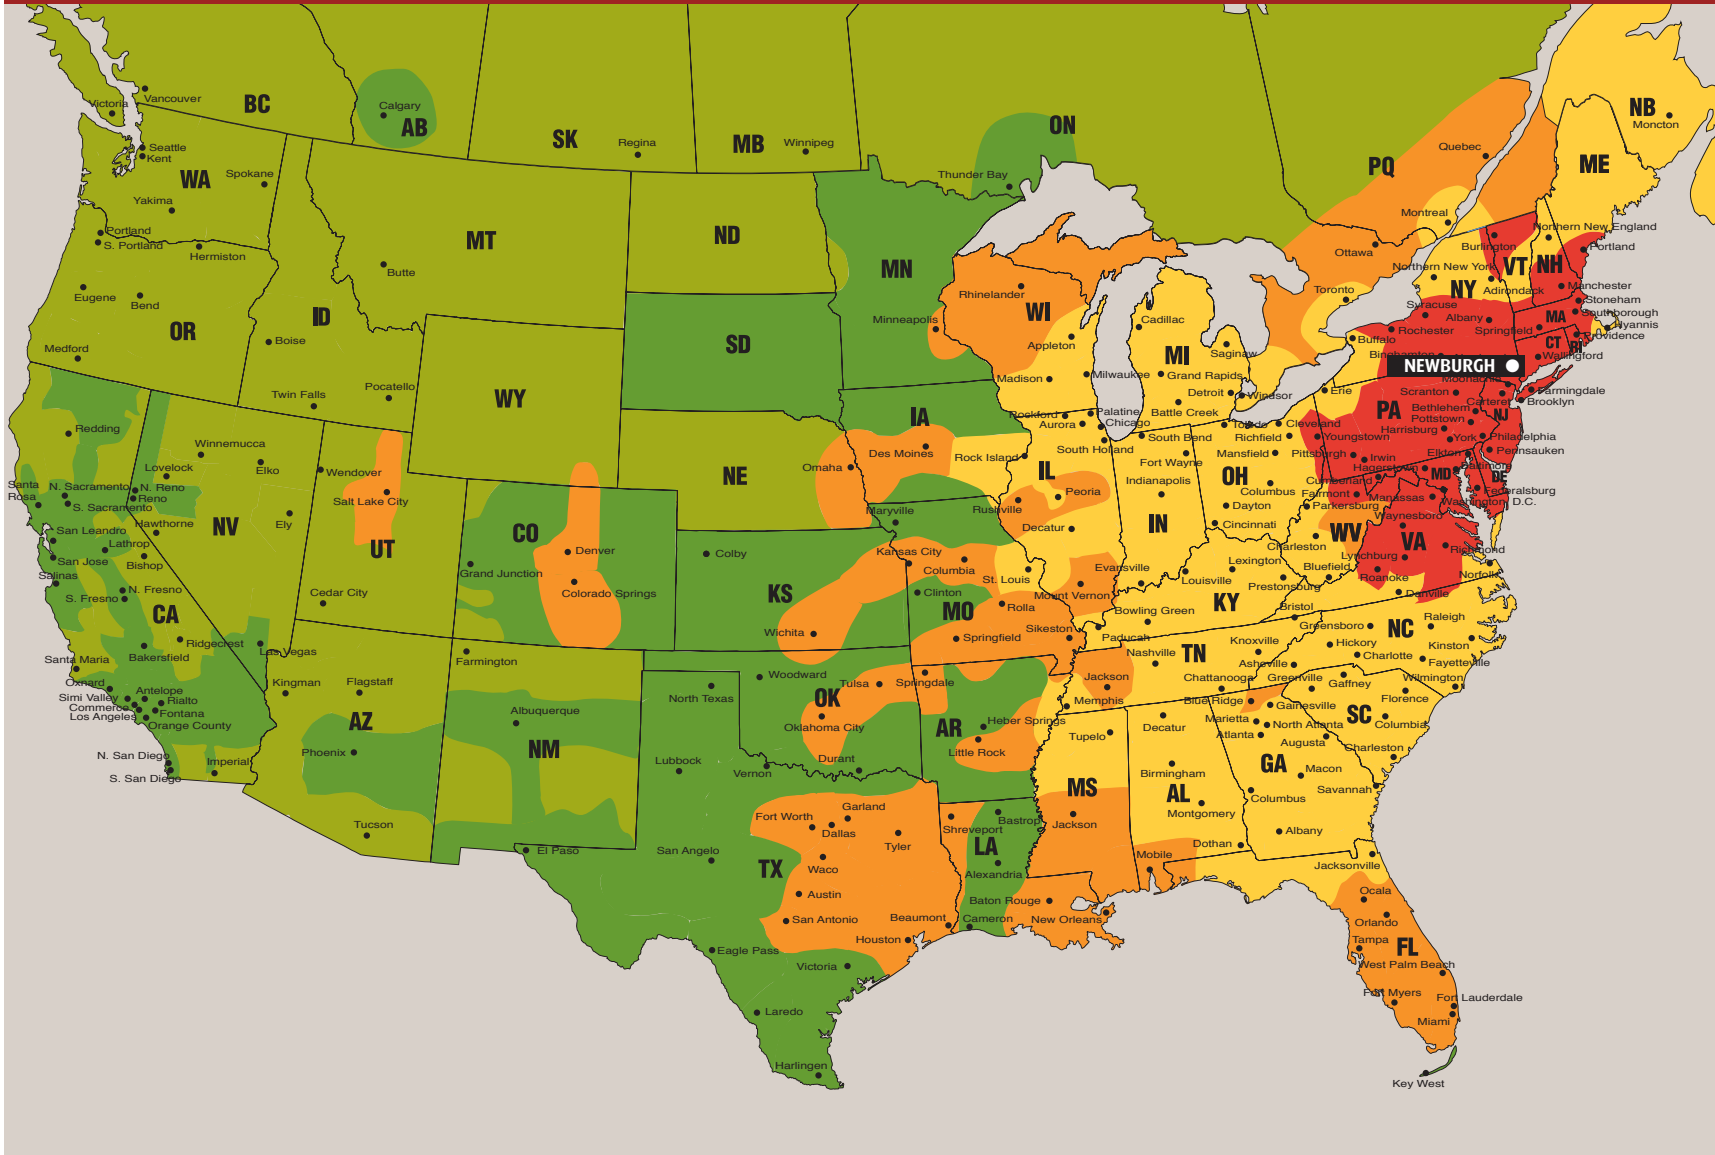 BC
AB
SK
MB
ON
PQ
NB
ME
Vancouver
Victoria
Calgary
Regina
Winnipeg
Thunder Bay
Quebec
Moncton
Montreal
Ottawa
Toronto
Seattle
Kent
WA
Spokane
Yakima
Portland
S. Portland
Hermiston
Eugene
Bend
OR
Medford
MT
Butte
ID
Boise
Twin Falls
Pocatello
ND
MN
Minneapolis
SD
WY
WI
Rhinelander
Appleton
Madison
Milwaukee
MI
Cadillac
Saginaw
Grand Rapids
Detroit
Windsor
Battle Creek
Northern New England
Burlington
Portland
VT
NH
Northern New York
NY
Adirondack
Manchester
Stoneham
Southborough
Hyannis
Syracuse
Albany
MA
Springfield
Rochester
Buffalo
CT
RI
Providence
Wallingford
NEWBURGH
Erie
Scranton
Carteret
Farmingdale
Brooklyn
PA
Bethlehem
Pottstown
NJ
Harrisburg
York
Philadelphia
Pennsauken
Elkton
Youngstown
Pittsburgh
Irwin
Hagerstown
MD
Baltimore
DE
Cumberland
Federalsburg
Fairmont
Manassas
Washington, D.C.
Parkersburg
Waynesboro
WV
VA
Charleston
Lynchburg
Richmond
Bluefield
Roanoke
Norfolk
Danville
Redding
Winnemucca
Lovelock
Elko
Wendover
Santa
Rosa
N. Sacramento
N. Reno
Reno
S. Sacramento
Hawthorne
NV
Ely
San Leandro
Lathrop
San Jose
Bishop
Salinas
N. Fresno
S. Fresno
CA
Ridgecrest
Bakersfield
Las Vegas
Santa Maria
Oxnard
Antelope
Simi Valley
Rialto
Commerce
Fontana
Los Angeles
Orange County
N. San Diego
S. San Diego
Imperial
Salt Lake City
UT
Cedar City
CO
Denver
Grand Junction
Colorado Springs
Kingman
Flagstaff
AZ
Phoenix
Tucson
Farmington
Albuquerque
NM
NE
Omaha
IA
Des Moines
Rock Island
Rockford
Aurora
Palatine
Chicago
South Holland
South Bend
Toledo
Richfield
Cleveland
IL
Peoria
Rushville
Decatur
Fort Wayne
Indianapolis
IN
Evansville
Mansfield
OH
Columbus
Dayton
Cincinnati
Maryville
Kansas City
Columbia
St. Louis
Clinton
MO
Rolla
Mount Vernon
Springfield
Sikeston
Colby
KS
Wichita
Lexington
Louisville
Prestonsburg
KY
Bowling Green
Paducah
Bristol
Nashville
TN
Knoxville
Chattanooga
Jackson
Memphis
Greensboro
Raleigh
NC
Hickory
Kinston
Charlotte
Fayetteville
Asheville
Wilmington
Greenville
Gaffney
Florence
SC
Columbia
Charleston
Woodward
North Texas
Tulsa
OK
Oklahoma City
Durant
Springdale
AR
Heber Springs
Little Rock
Lubbock
Vernon
Tupelo
MS
Jackson
Decatur
Birmingham
AL
Montgomery
Dothan
Mobile
Blue Ridge
Gainesville
Marietta
North Atlanta
Atlanta
Augusta
GA
Macon
Columbus
Savannah
Albany
El Paso
San Angelo
TX
Fort Worth
Garland
Dallas
Tyler
Waco
Austin
San Antonio
Beaumont
Houston
Eagle Pass
Victoria
Laredo
Harlingen
Shreveport
Bastrop
LA
Alexandria
Baton Rouge
Cameron
New Orleans
Jacksonville
Ocala
Orlando
Tampa
FL
West Palm Beach
Fort Myers
Fort Lauderdale
Miami
Key West